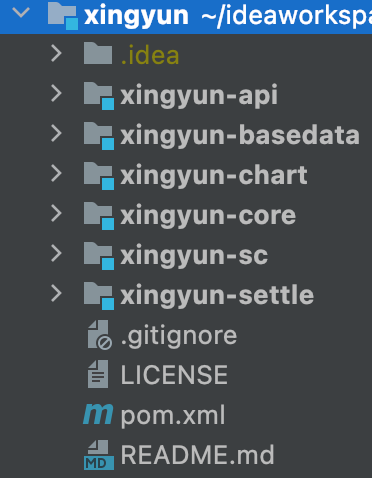 xingyun ~/ideaworkspa
.idea
xingyun-api
xingyun-basedata
xingyun-chart
xingyun-core
xingyun-sc
xingyun-settle
.gitignore
LICENSE
m pom.xml
MD README.md